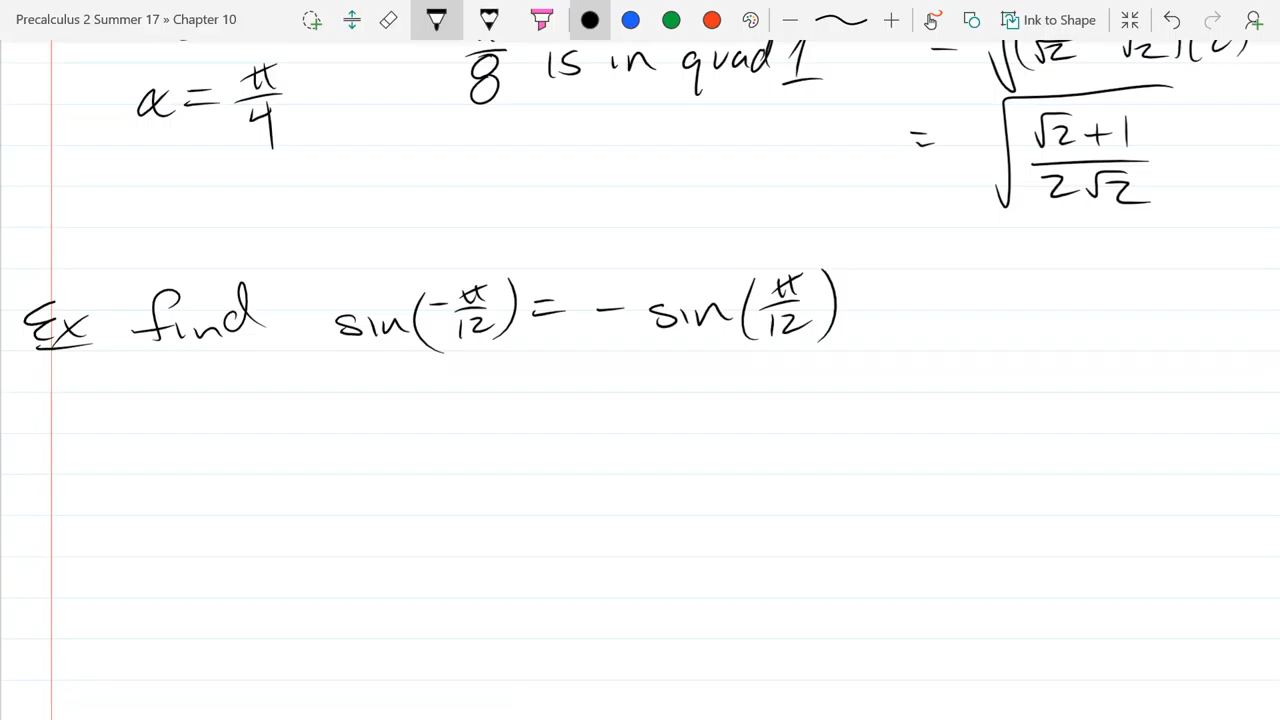 Precalculus 2 Summer 17 » Chapter 10
Ink to Shape
α = π/4
8 is in quad 1
= √((√2 + 1)/(2√2))
Ex find sin(-π/12) = - sin(π/12)